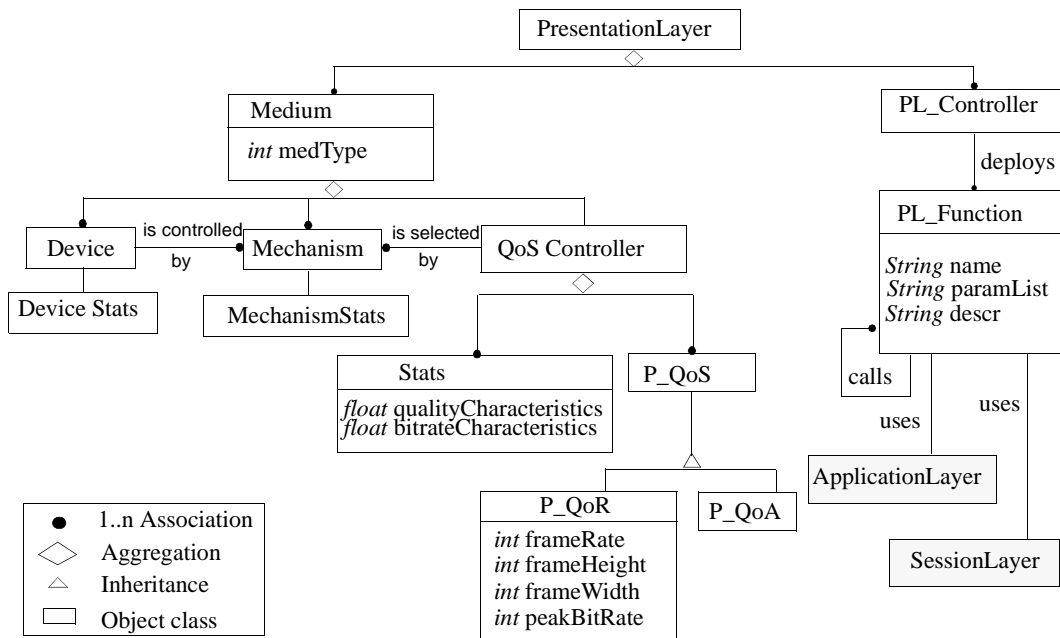 PresentationLayer
Medium
int medType
PL_Controller
deploys
PL_Function
String name
String paramList
String descr
calls
uses
uses
Device
is controlled
by
Mechanism
is selected
by
QoS Controller
Device Stats
MechanismStats
Stats
float qualityCharacteristics
float bitrateCharacteristics
P_QoS
ApplicationLayer
P_QoR
int frameRate
int frameHeight
int frameWidth
int peakBitRate
P_QoA
SessionLayer
1..n Association
Aggregation
Inheritance
Object class